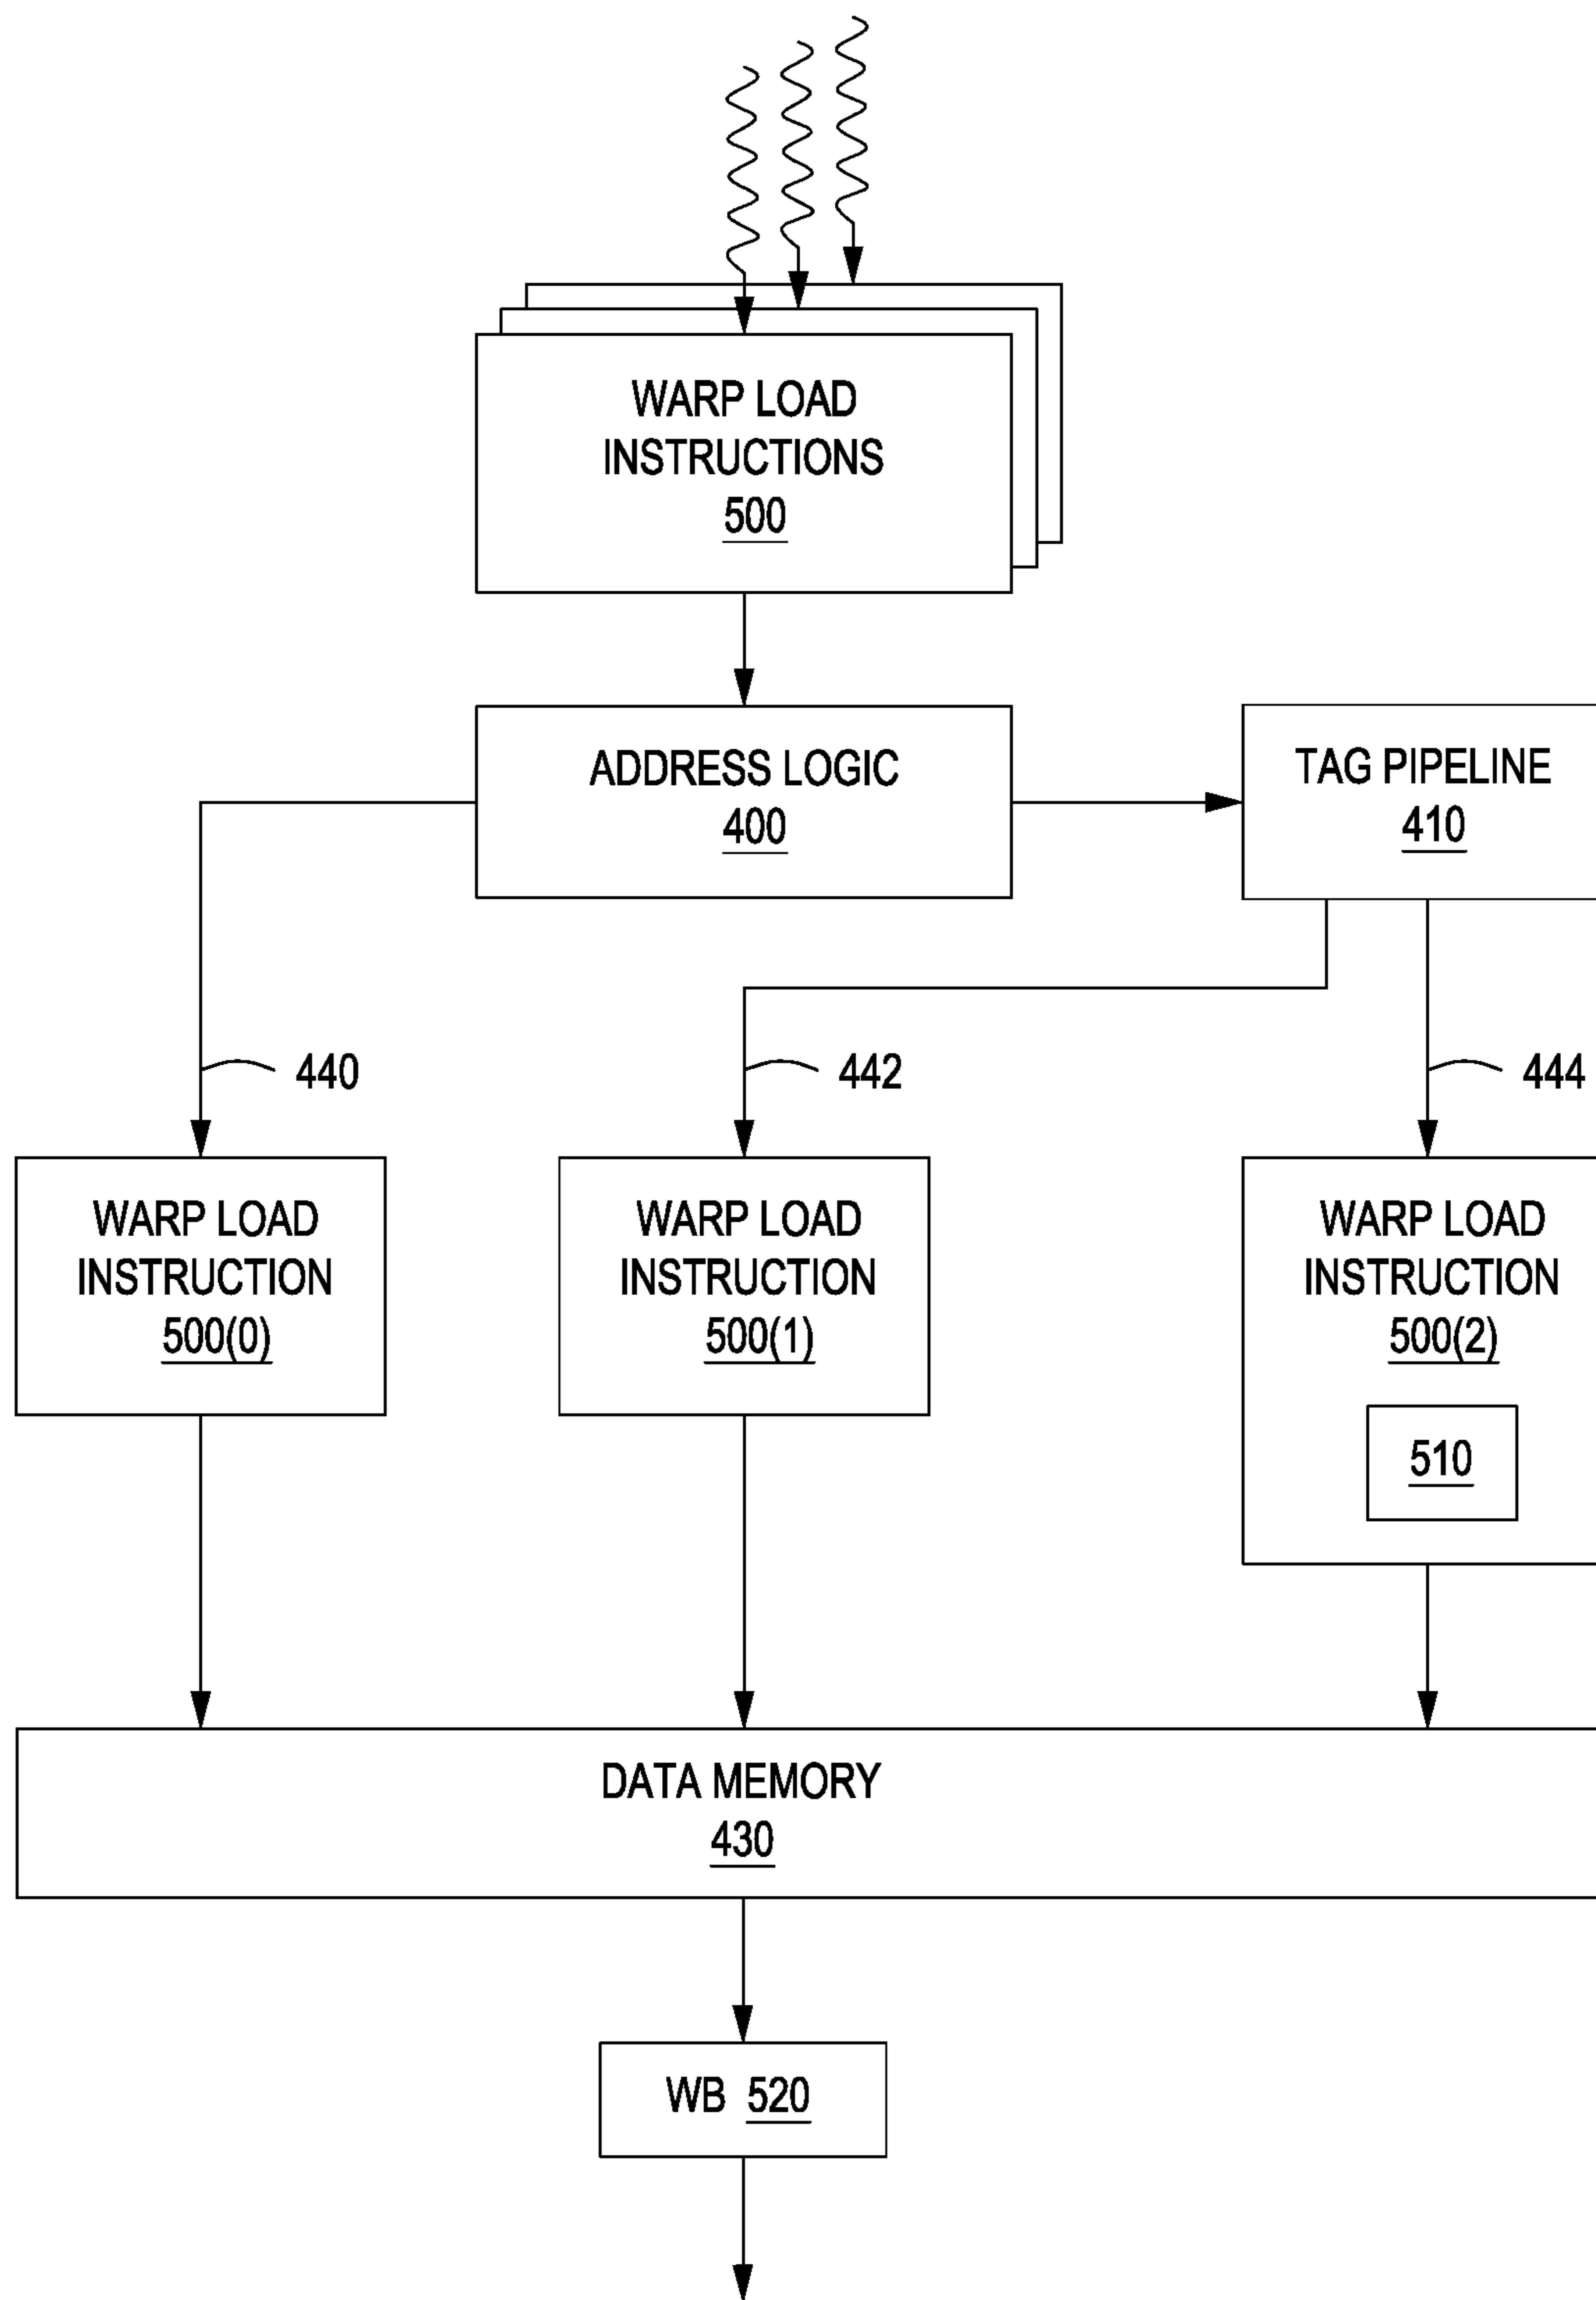 WARP LOAD
INSTRUCTIONS
500
ADDRESS LOGIC
400
TAG PIPELINE
410
440
442
444
WARP LOAD
INSTRUCTION
500(0)
WARP LOAD
INSTRUCTION
500(1)
WARP LOAD
INSTRUCTION
500(2)
510
DATA MEMORY
430
WB 520